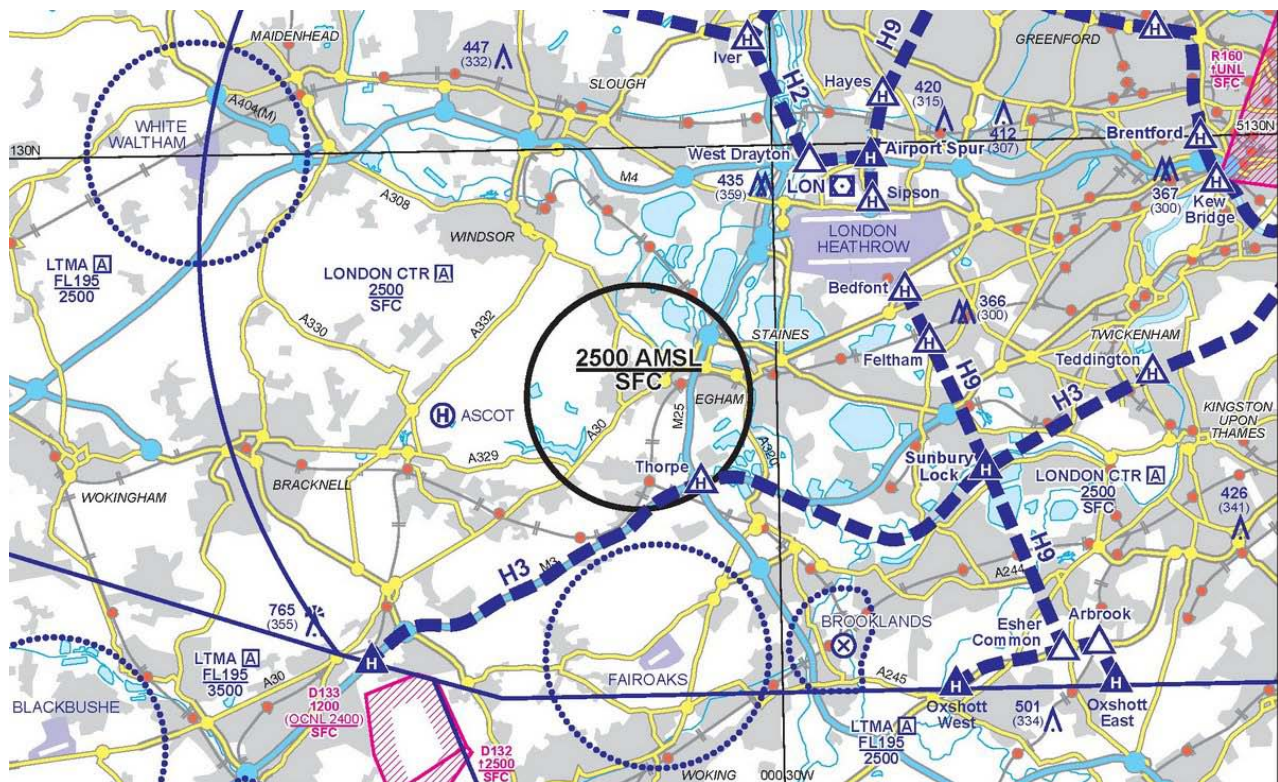 MAIDENHEAD
447
(332)
Iver
H9
GREENFORD
R160
†UNL
SFC
SLOUGH
H2
Hayes
420
(315)
A404(M)
WHITE
WALTHAM
412
(307)
Brentford
5130N
130N
West Drayton
Airport Spur
M4
435
(359)
LON
Sipson
367
(300)
Kew
Bridge
A308
WINDSOR
LONDON
HEATHROW
LTMA A
FL195
2500
LONDON CTR A
2500
SFC
Bedfont
A332
A330
366
(300)
STAINES
TWICKENHAM
2500 AMSL
SFC
Feltham
Teddington
H9
H3
M25
EGHAM
H ASCOT
A30
KINGSTON
UPON
THAMES
A320
A329
Thorpe
Sunbury
Lock
LONDON CTR A
2500
SFC
WOKINGHAM
BRACKNELL
426
(341)
H3
M3
H9
A244
765
(355)
BROOKLANDS
Esher
Common
Arbrook
LTMA A
FL195
3500
A30
FAIROAKS
A245
BLACKBUSHE
D133
1200
(OCNL 2400)
SFC
Oxshott
West
501
(334)
Oxshott
East
LTMA A
FL195
2500
D132
†2500
SFC
WOKING
000 30W